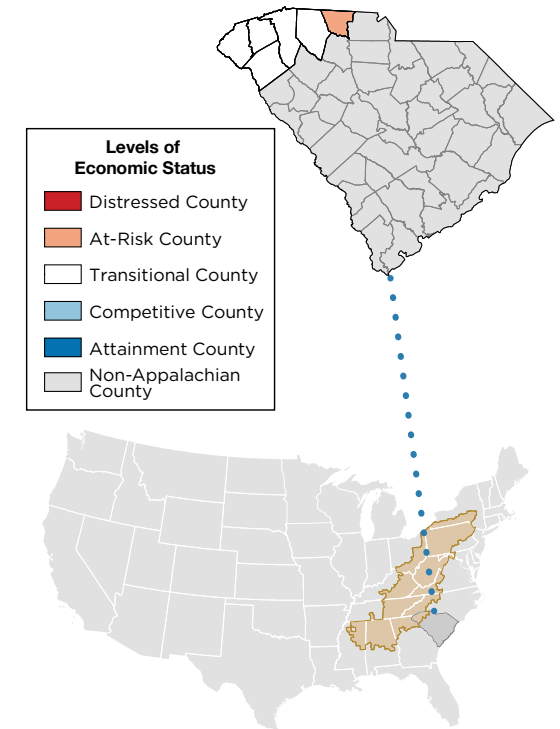 Levels of
Economic Status
Distressed County
At-Risk County
Transitional County
Competitive County
Attainment County
Non-Appalachian
County